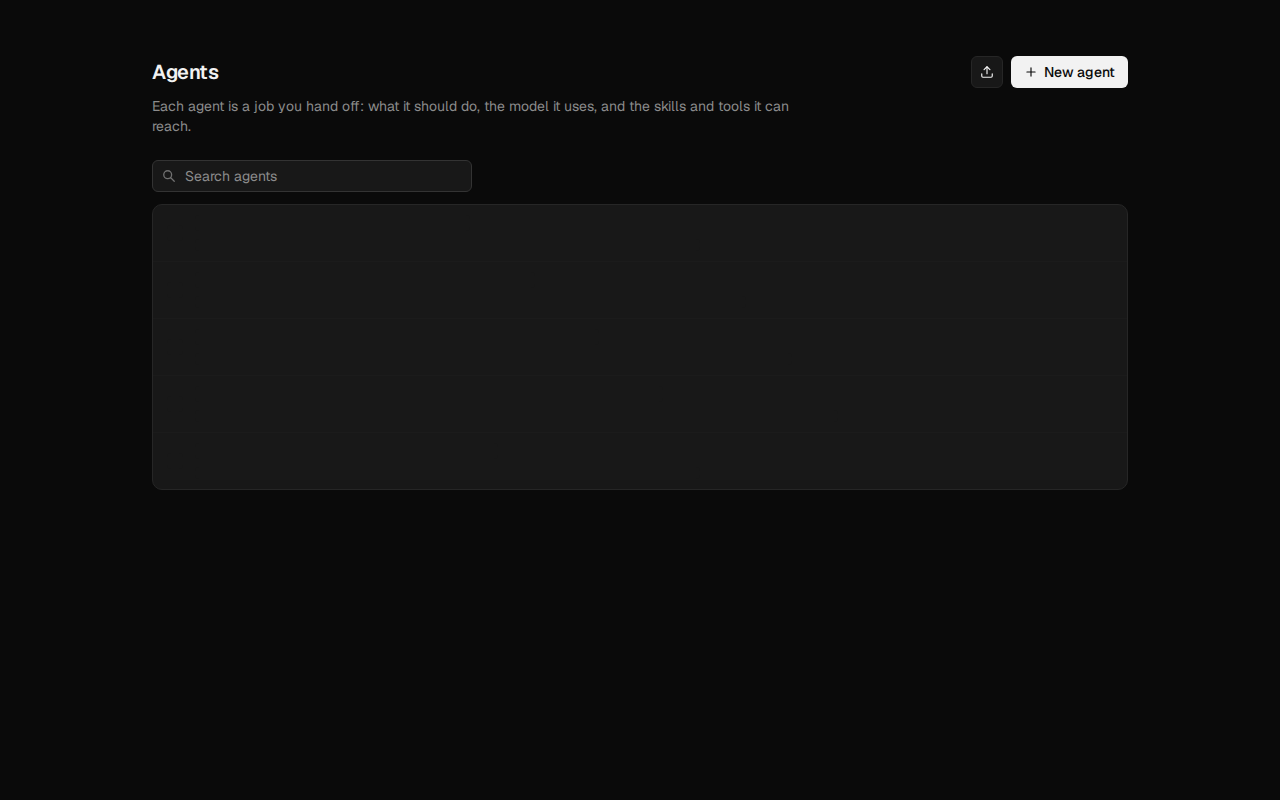 Agents
New agent
Each agent is a job you hand off: what it should do, the model it uses, and the skills and tools it can
reach.
Search agents